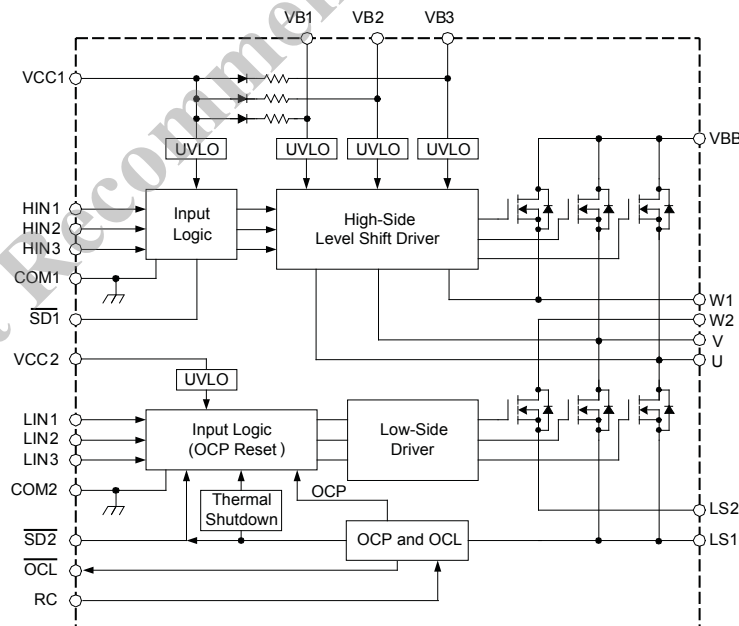 VB1 VB2 VB3
VCC1
UVLO UVLO UVLO UVLO
VBB
HIN1
HIN2
HIN3
Input
Logic
High-Side
Level Shift Driver
COM1
SD1
W1
W2
V
U
VCC2
UVLO
LIN1
LIN2
LIN3
Input Logic
(OCP Reset)
Low-Side
Driver
COM2
OCP
Thermal
Shutdown
LS2
SD2
OCP and OCL
LS1
OCL
RC
Recommen